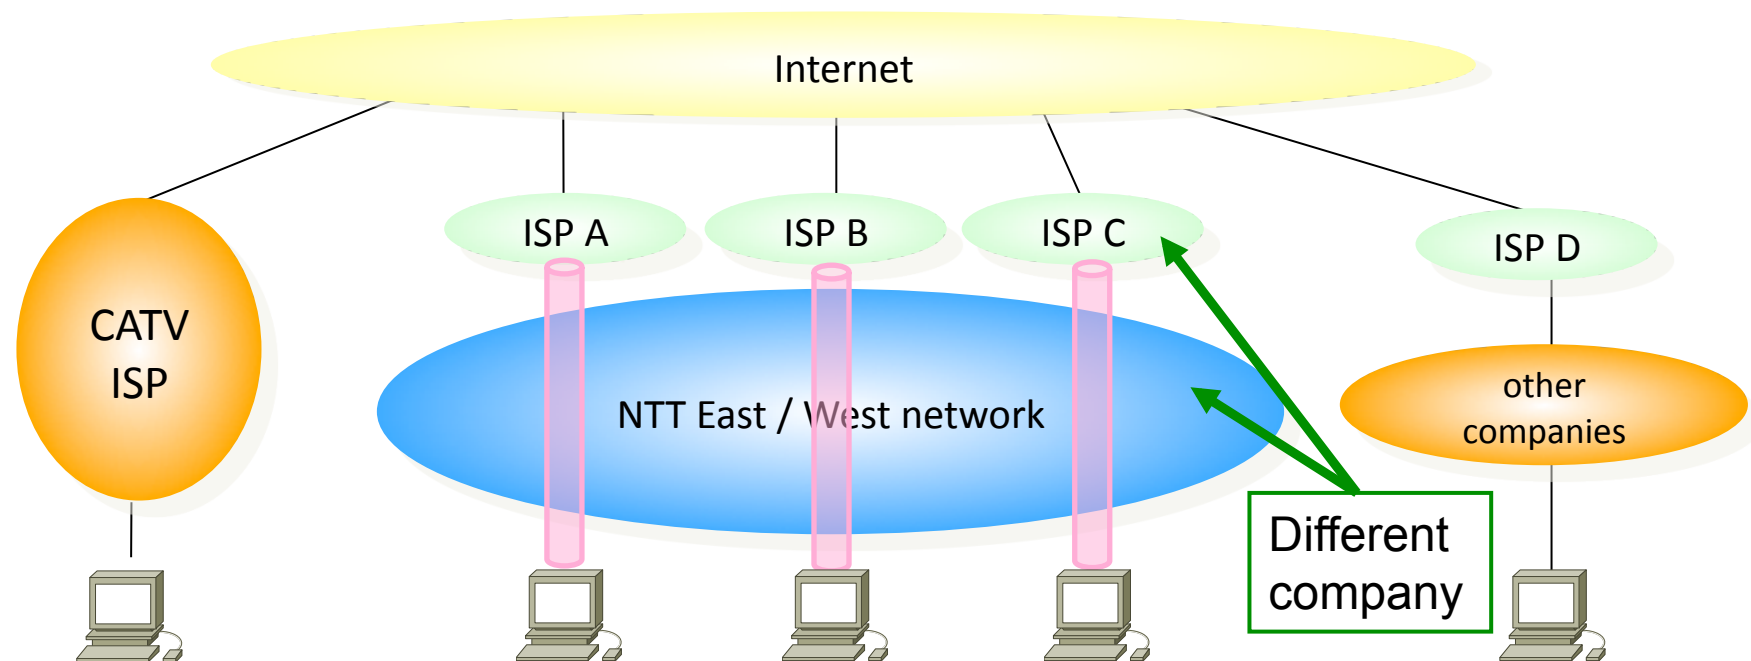 Internet
ISP A
ISP B
ISP C
ISP D
CATV
ISP
NTT East / West network
other
companies
Different
company